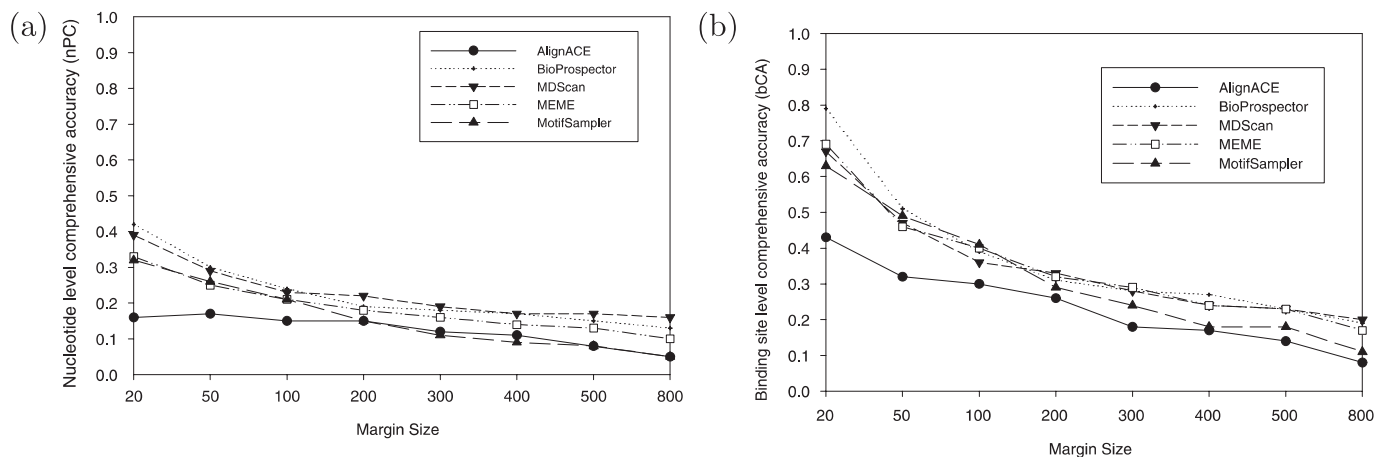 (a)
Nucleotide level comprehensive accuracy (nPC)
1.0
0.9
0.8
0.7
0.6
0.5
0.4
0.3
0.2
0.1
0.0
AlignACE
BioProspector
MDScan
MEME
MotifSampler
20 50 100 200 300 400 500 800
Margin Size
(b)
Binding site level comprehensive accuracy (bCA)
1.0
0.9
0.8
0.7
0.6
0.5
0.4
0.3
0.2
0.1
0.0
AlignACE
BioProspector
MDScan
MEME
MotifSampler
20 50 100 200 300 400 500 800
Margin Size